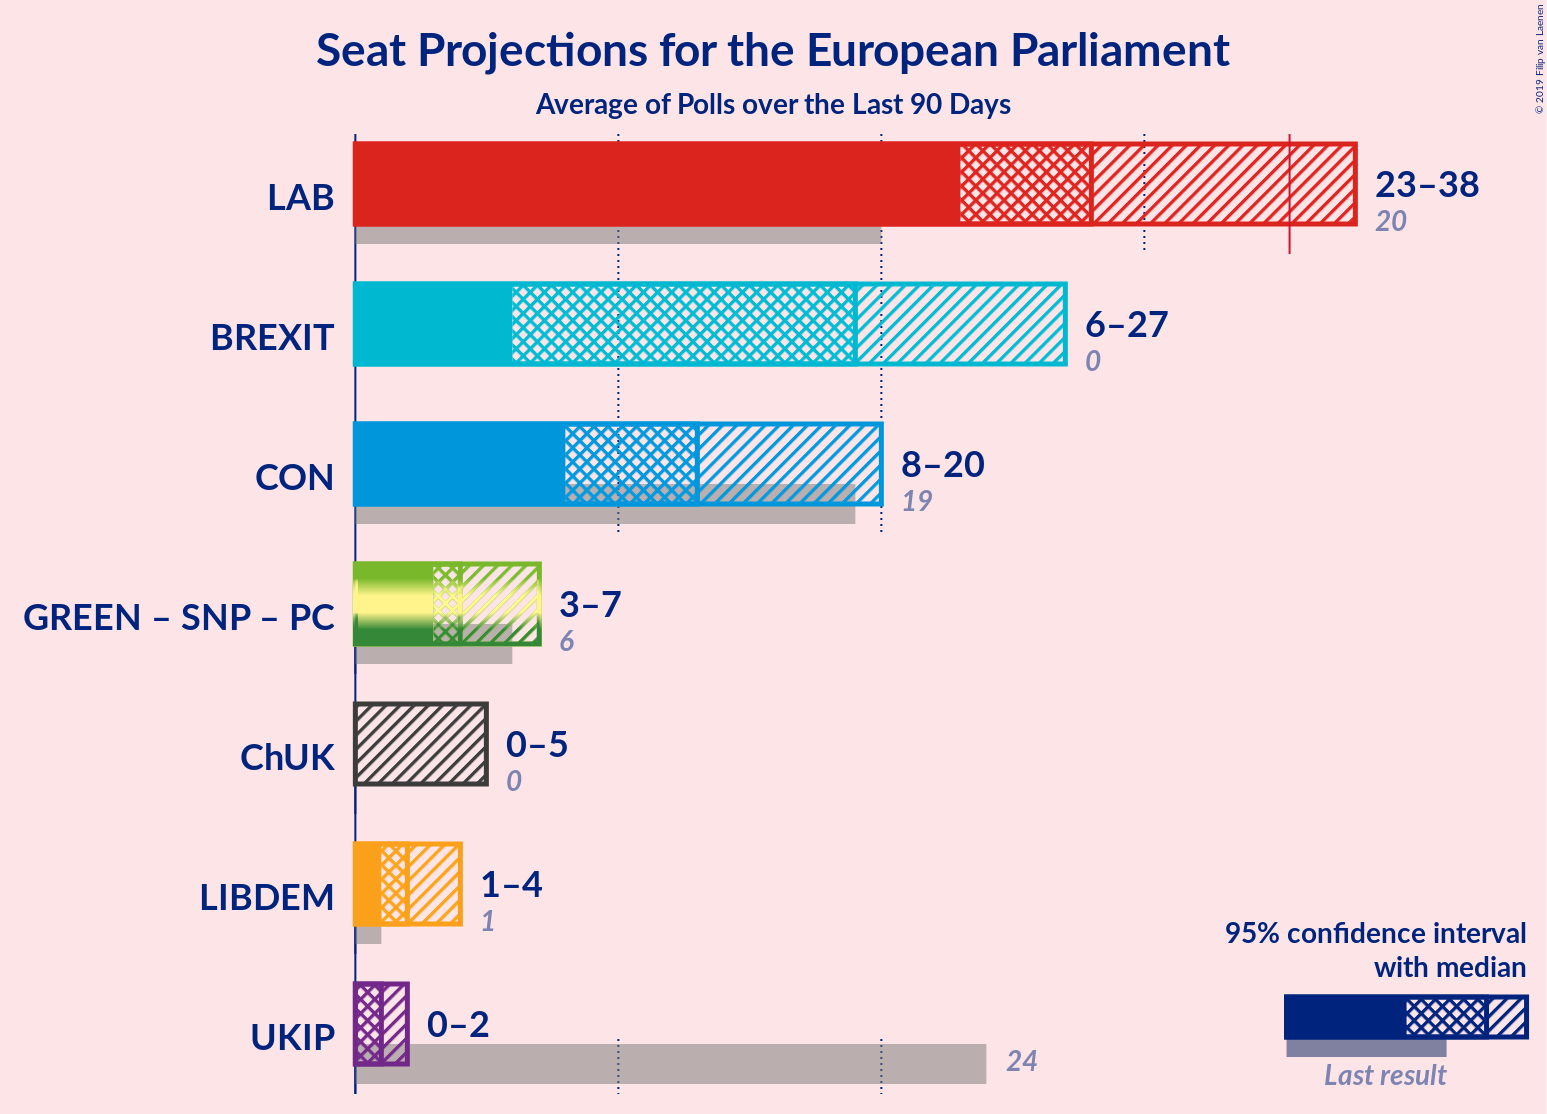 Seat Projections for the European Parliament
Average of Polls over the Last 90 Days
© 2019 Filip van Laenen
LAB
23–38
20
BREXIT
6–27
0
CON
8–20
19
GREEN – SNP – PC
3–7
6
ChUK
0–5
0
LIBDEM
1–4
1
UKIP
0–2
24
95% confidence interval
with median
Last result